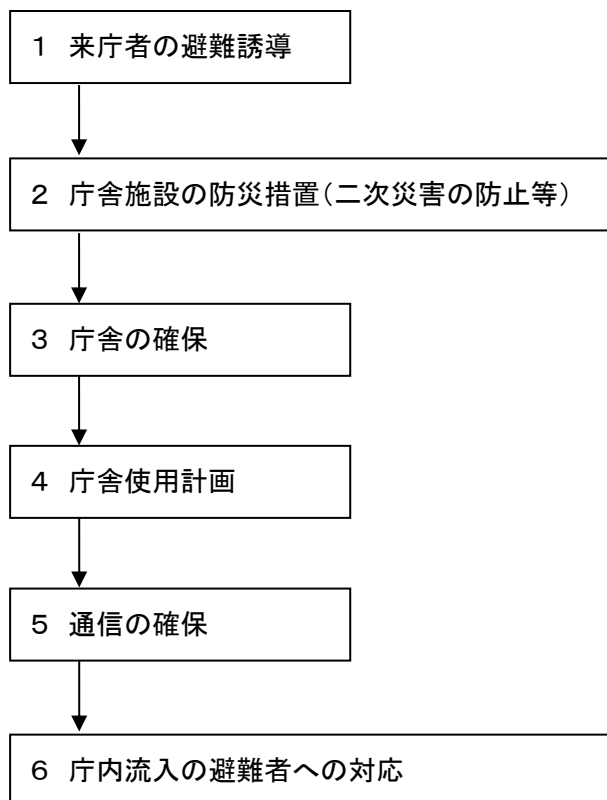 １ 来庁者の避難誘導
２ 庁舎施設の防災措置（二次災害の防止等）
３ 庁舎の確保
４ 庁舎使用計画
５ 通信の確保
６ 庁内流入の避難者への対応